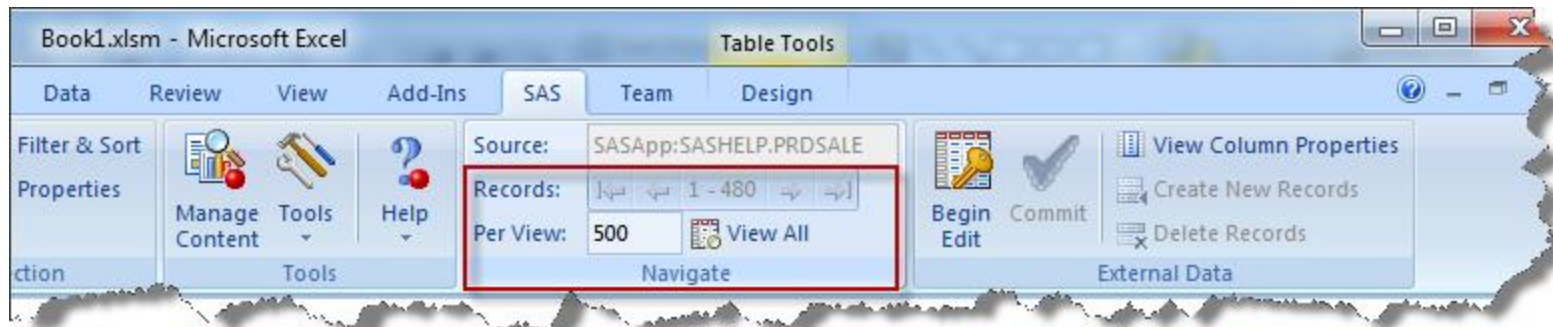 Book1.xlsm - Microsoft Excel
Table Tools
Data Review View Add-Ins SAS Team Design
Filter & Sort
Properties
Manage Content
Tools
Help
Tools
Source: SASApp:SASHELP.PRDSALE
Records: 1 - 480
Per View: 500 View All
Navigate
Begin Edit
Commit
View Column Properties
Create New Records
Delete Records
External Data